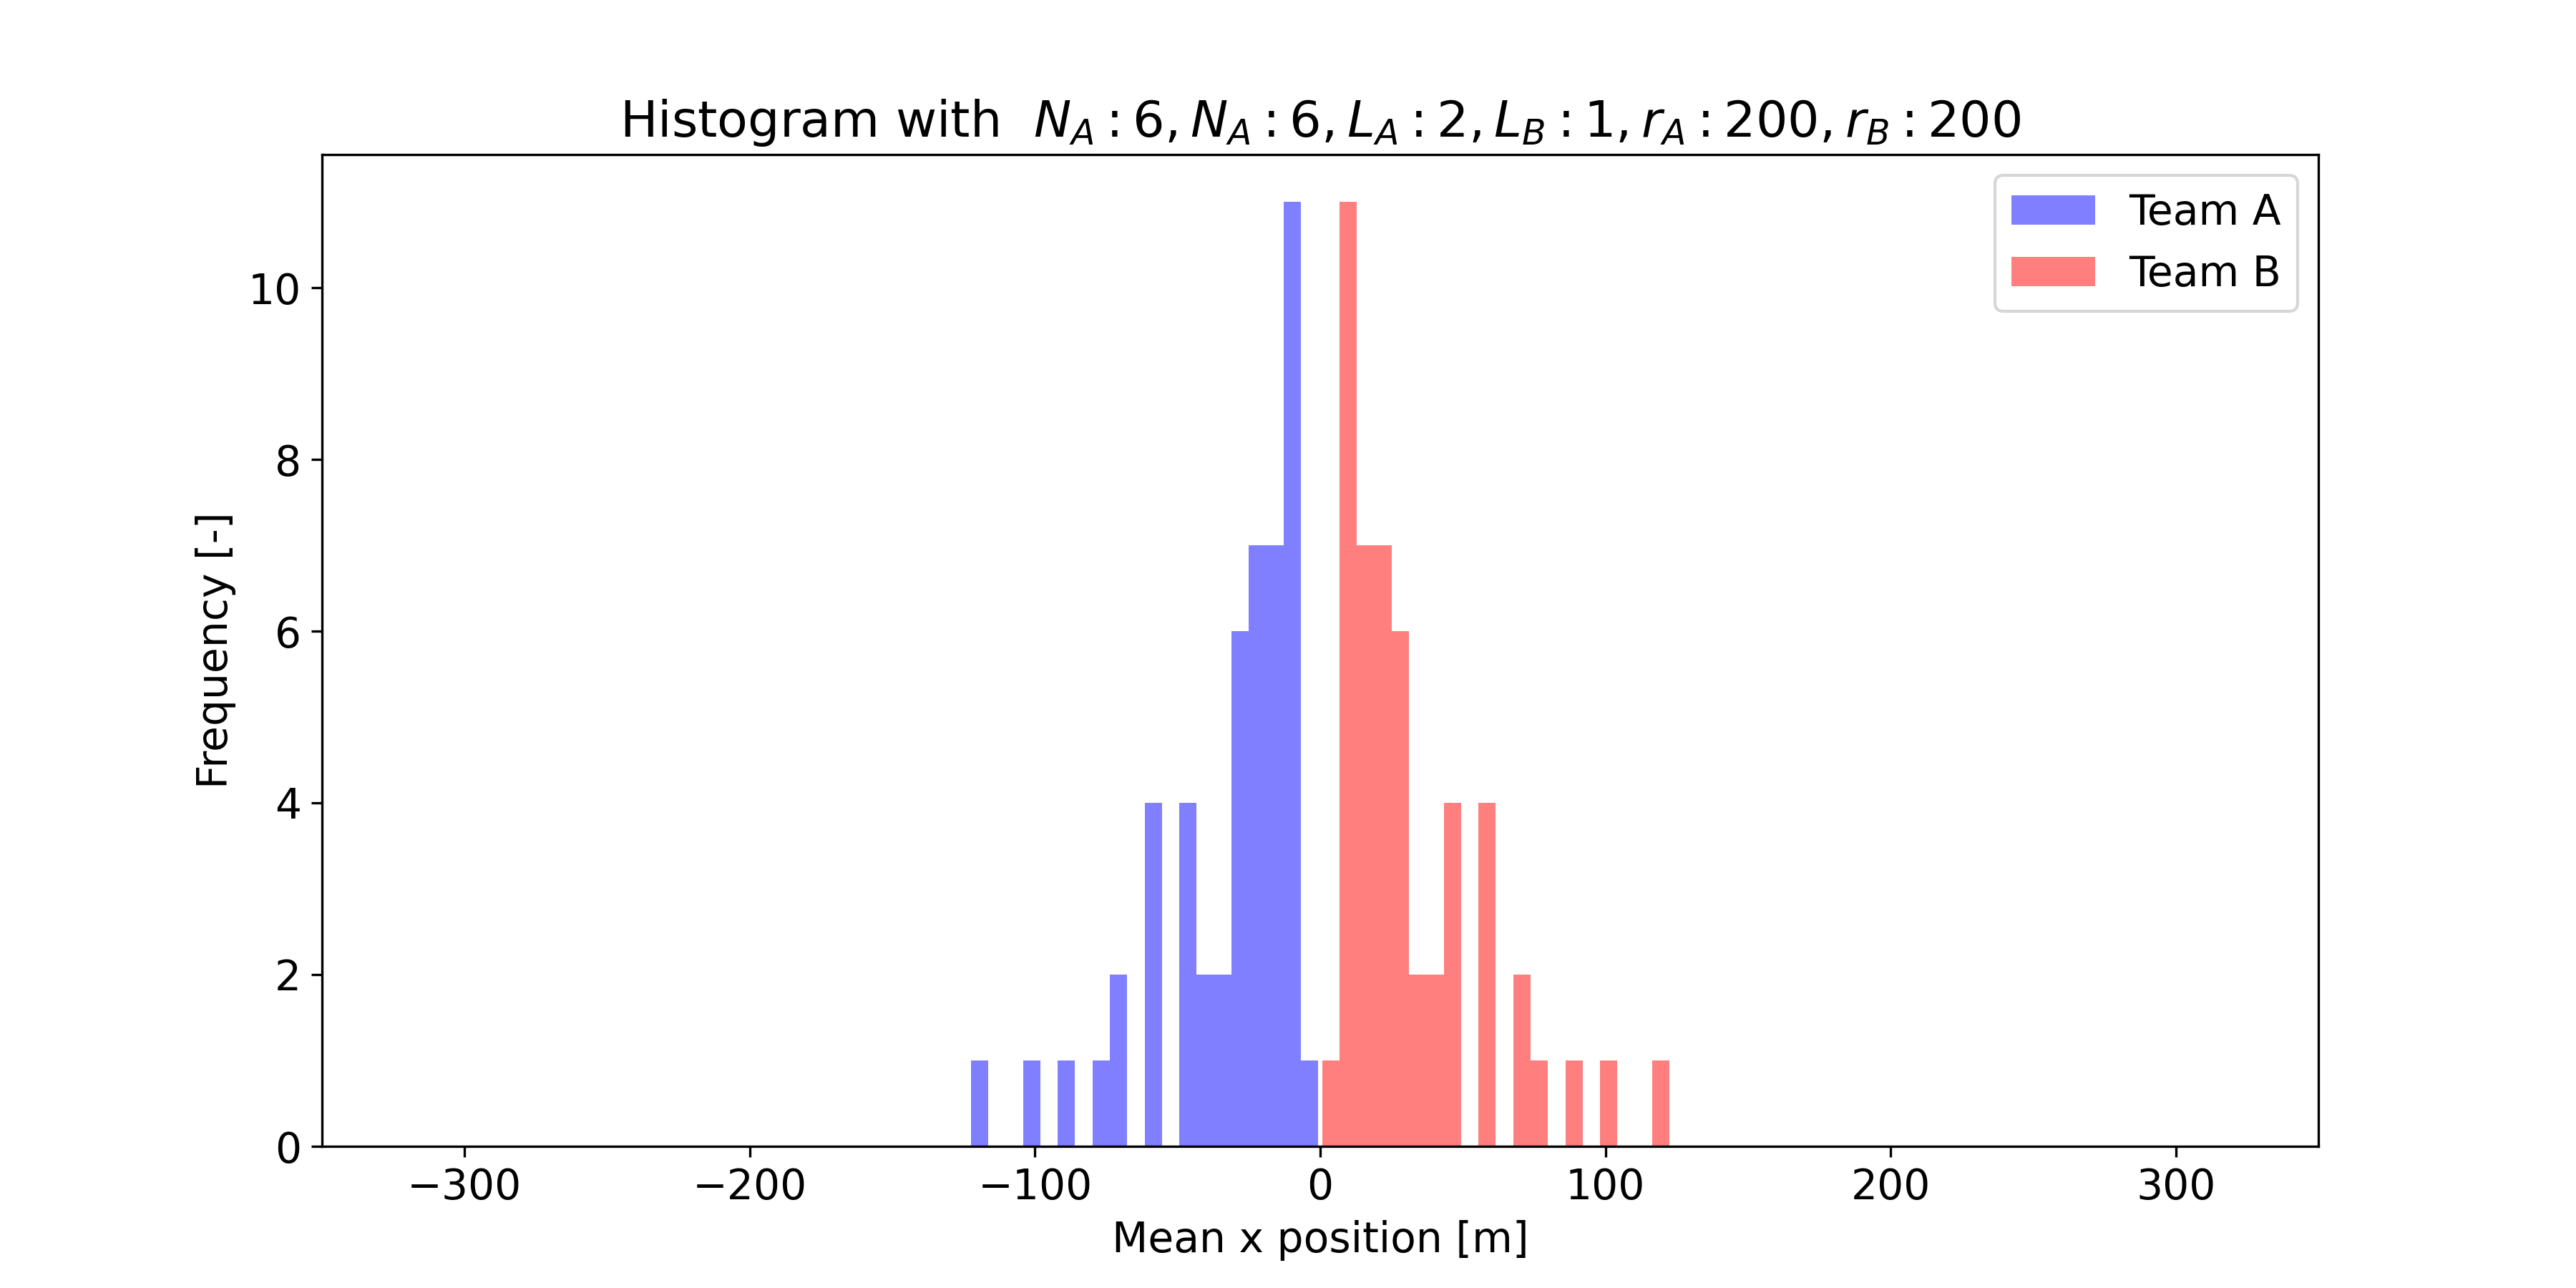 Histogram with N_A : 6, N_A : 6, L_A : 2, L_B : 1, r_A : 200, r_B : 200
Team A
Team B
10
8
6
4
2
0
Frequency [-]
−300 −200 −100 0 100 200 300
Mean x position [m]